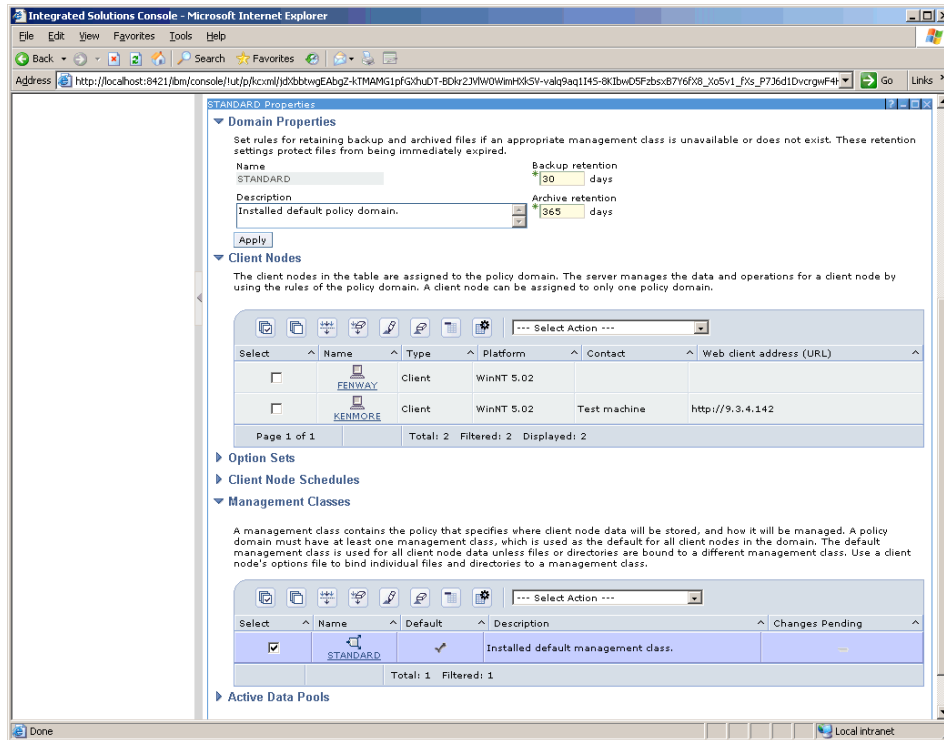 Integrated Solutions Console - Microsoft Internet Explorer
File Edit View Favorites Tools Help
Back Search Favorites
Address http://localhost:8421/ibm/console/!ut/p/kcxml/ Go Links
STANDARD Properties
Domain Properties
Set rules for retaining backup and archived files if an appropriate management class is unavailable or does not exist. These retention
settings protect files from being immediately expired.
Name Backup retention
STANDARD * 30 days
Description Archive retention
Installed default policy domain. * 365 days
Apply
Client Nodes
The client nodes in the table are assigned to the policy domain. The server manages the data and operations for a client node by
using the rules of the policy domain. A client node can be assigned to only one policy domain.
--- Select Action ---
Select Name Type Platform Contact Web client address (URL)
FENWAY Client WinNT 5.02
KENMORE Client WinNT 5.02 Test machine http://9.3.4.142
Page 1 of 1 Total: 2 Filtered: 2 Displayed: 2
Option Sets
Client Node Schedules
Management Classes
A management class contains the policy that specifies where client node data will be stored, and how it will be managed. A policy
domain must have at least one management class, which is used as the default for all client nodes in the domain. The default
management class is used for all client node data unless files or directories are bound to a different management class. Use a client
node's options file to bind individual files and directories to a management class.
--- Select Action ---
Select Name Default Description Changes Pending
STANDARD Installed default management class.
Total: 1 Filtered: 1
Active Data Pools
Done Local intranet